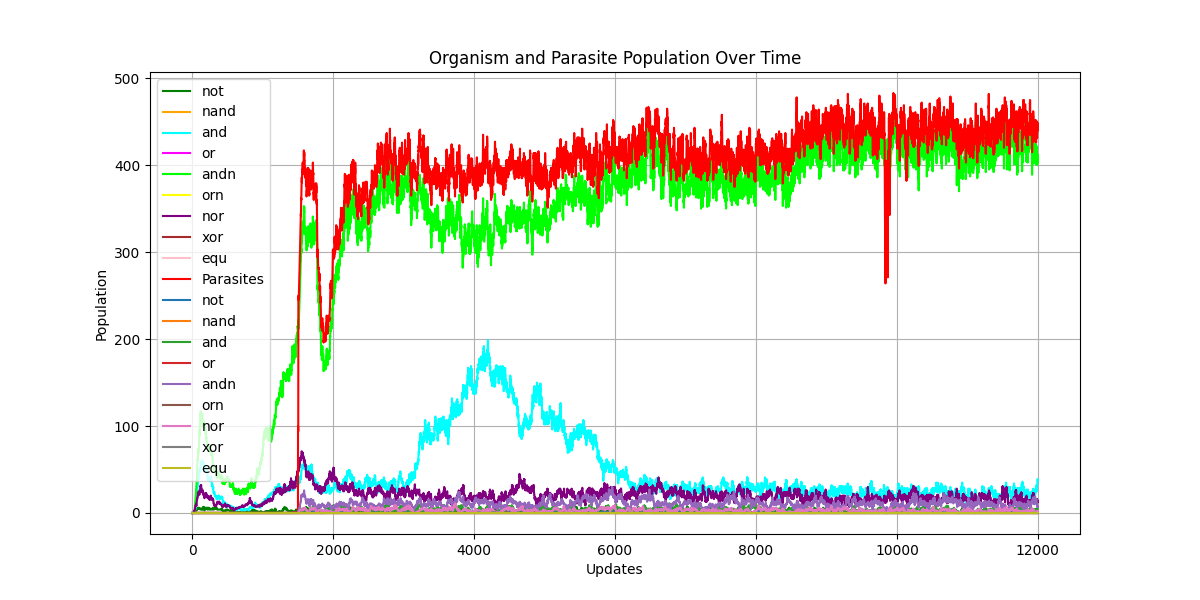 Organism and Parasite Population Over Time
Population
500
400
300
200
100
0
not
nand
and
or
andn
orn
nor
xor
equ
Parasites
not
nand
and
or
andn
orn
nor
xor
equ
0 2000 4000 6000 8000 10000 12000
Updates